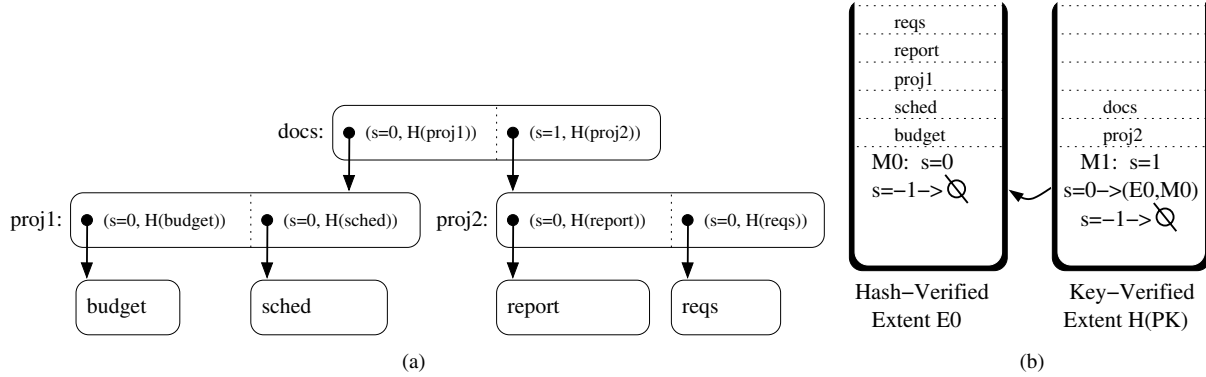 docs: (s=0, H(proj1)) (s=1, H(proj2))
proj1: (s=0, H(budget)) (s=0, H(sched)) proj2: (s=0, H(report)) (s=0, H(reqs))
budget sched report reqs
(a)
reqs
report
proj1
sched
budget
M0: s=0
s=−1−>∅
Hash−Verified
Extent E0
docs
proj2
M1: s=1
s=0−>(E0,M0)
s=−1−>∅
Key−Verified
Extent H(PK)
(b)